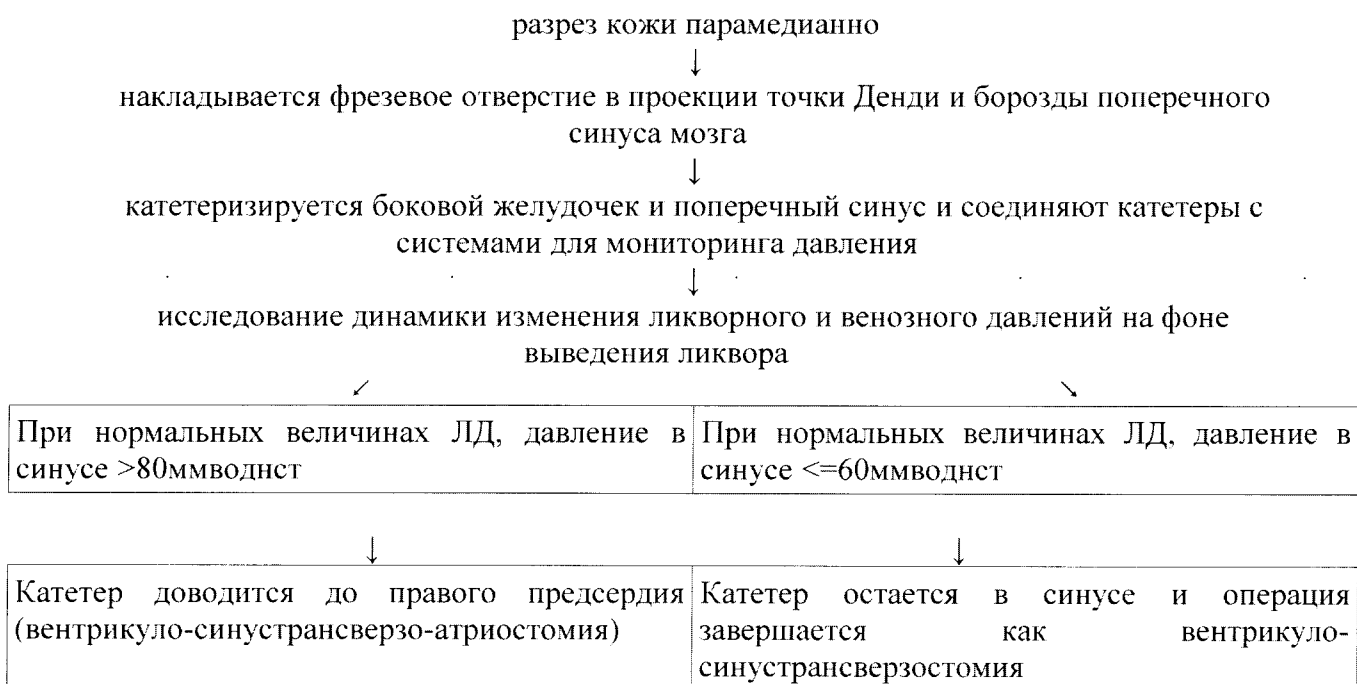 разрез кожи парамедианно
↓
накладывается фрезевое отверстие в проекции точки Денди и борозды поперечного
синуса мозга
↓
катетеризируется боковой желудочек и поперечный синус и соединяют катетеры с
системами для мониторинга давления
↓
исследование динамики изменения ликворного и венозного давлений на фоне
выведения ликвора
↙ ↘
При нормальных величинах ЛД, давление в
синусе >80ммводнст
При нормальных величинах ЛД, давление в
синусе <=60ммводнст
↓ ↓
Катетер доводится до правого предсердия
(вентрикуло-синустрансверзо-атриостомия)
Катетер остается в синусе и операция
завершается как вентрикуло-
синустрансверзостомия